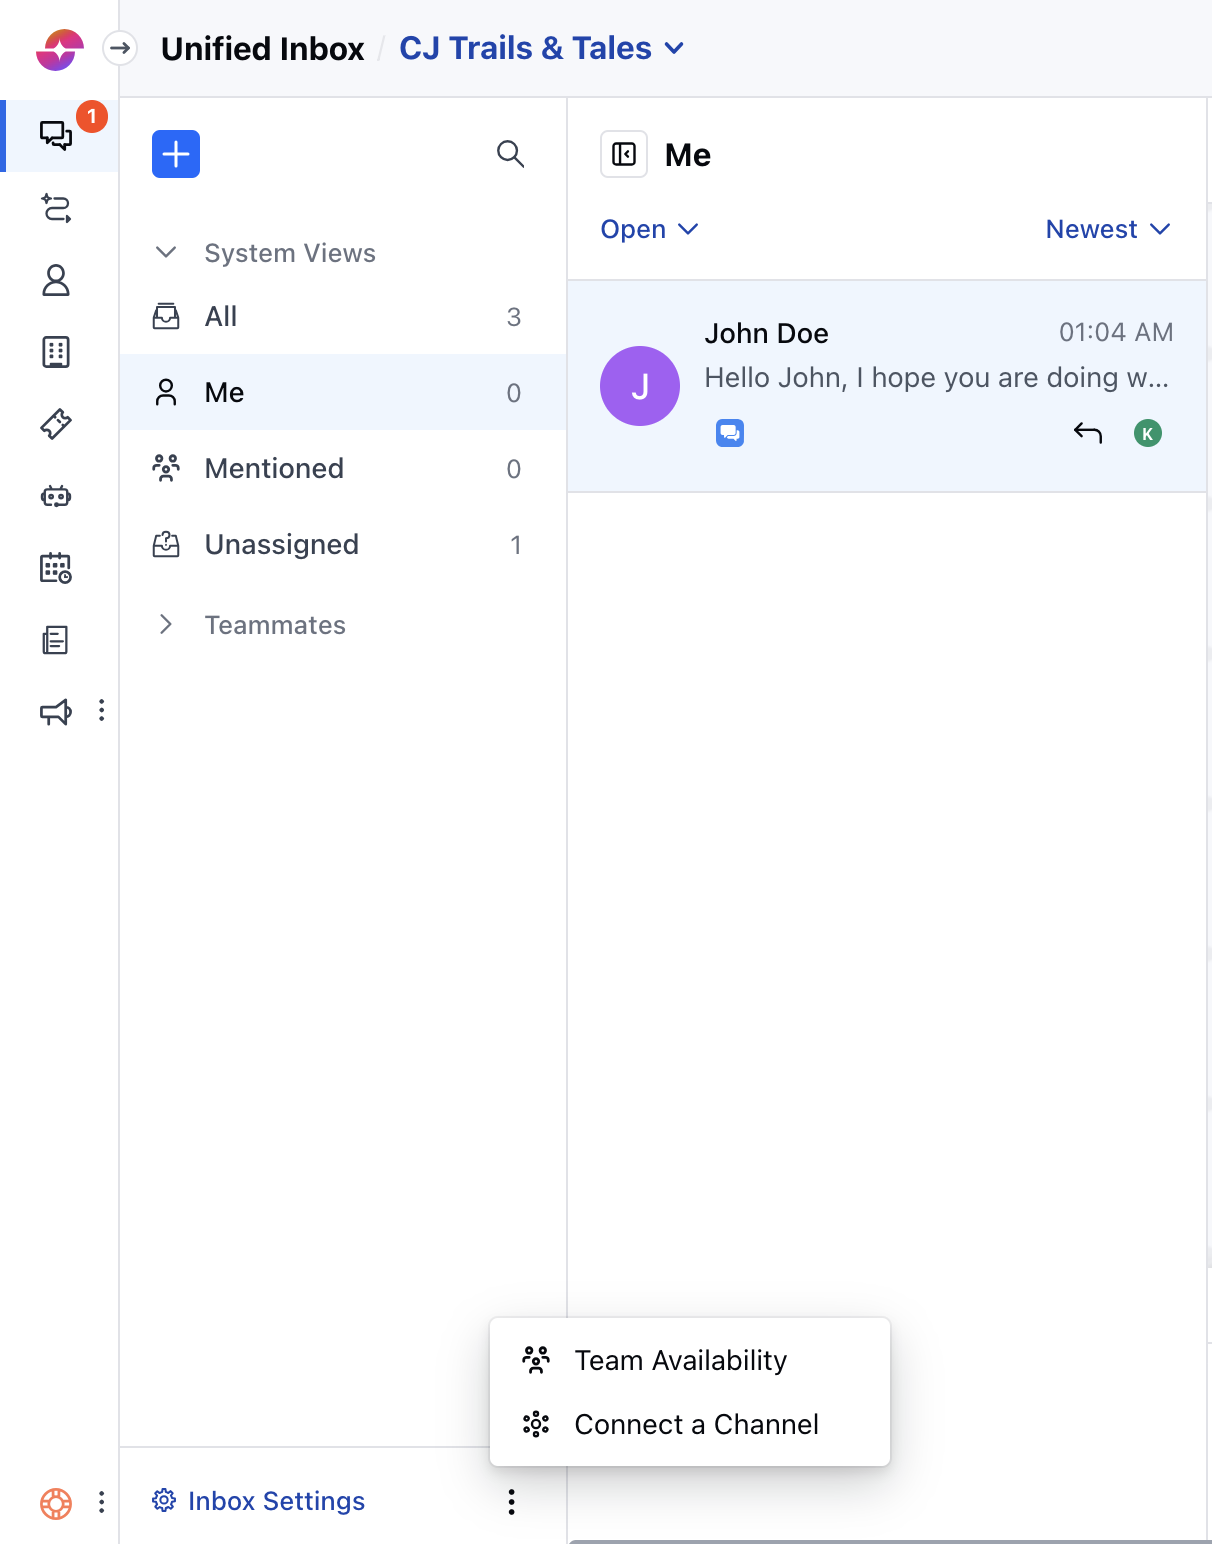 Unified Inbox / CJ Trails & Tales
1
Me
Open
Newest
System Views
All 3
Me 0
Mentioned 0
Unassigned 1
Teammates
John Doe 01:04 AM
J
Hello John, I hope you are doing w...
K
Team Availability
Connect a Channel
Inbox Settings